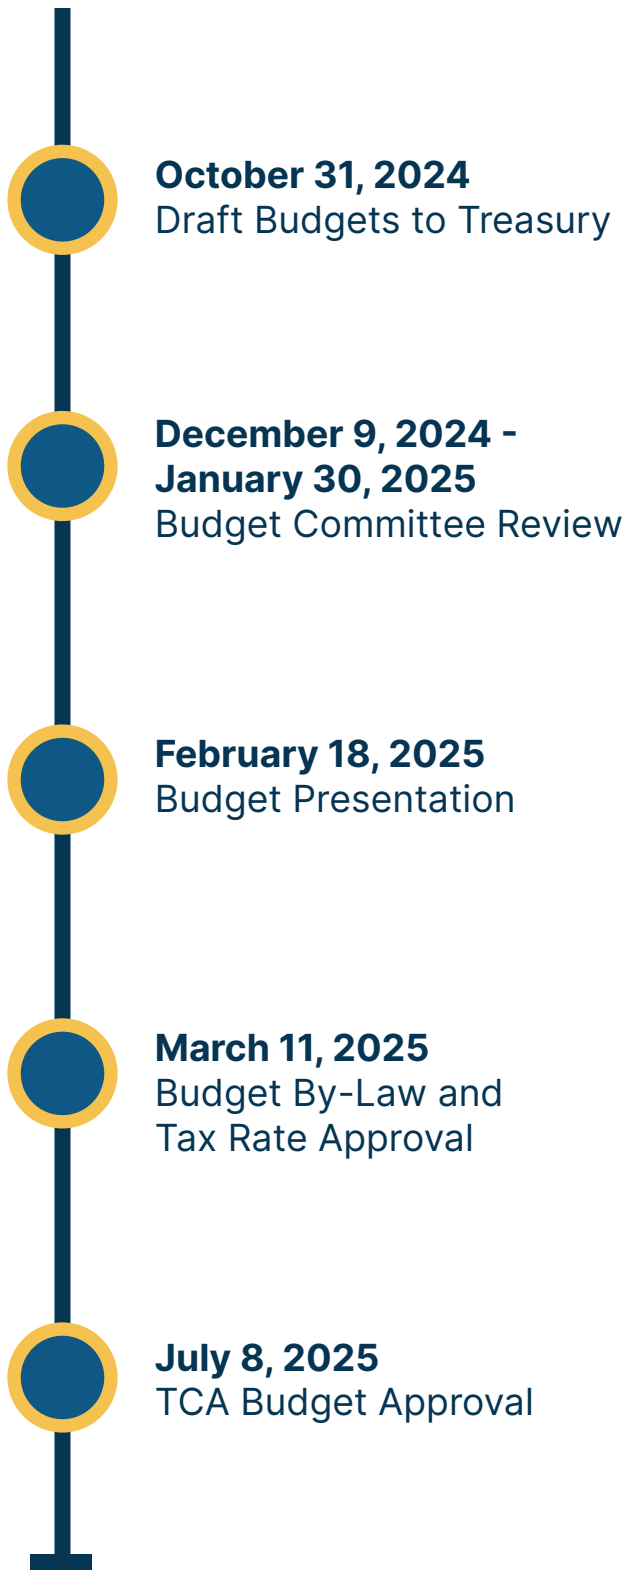 October 31, 2024
Draft Budgets to Treasury
December 9, 2024 -
January 30, 2025
Budget Committee Review
February 18, 2025
Budget Presentation
March 11, 2025
Budget By-Law and
Tax Rate Approval
July 8, 2025
TCA Budget Approval